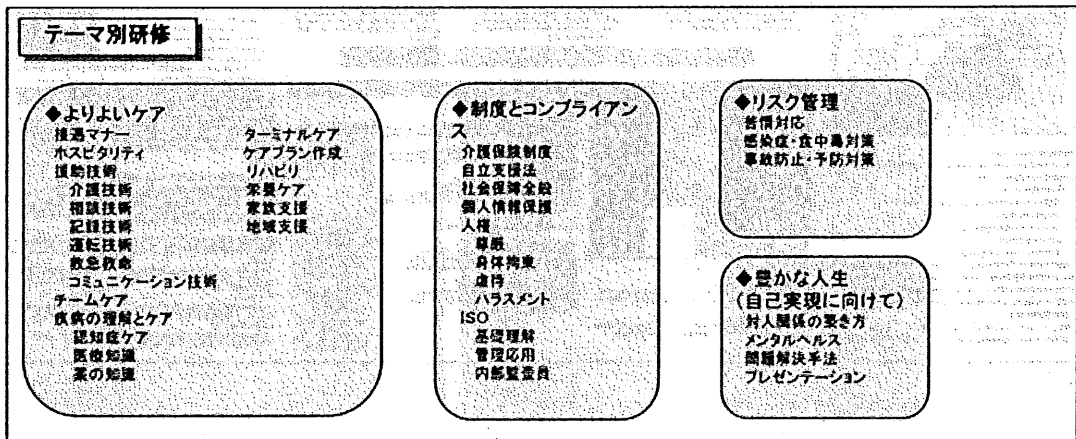 テーマ別研修
◆よりよいケア
接遇マナー
ホスピタリティ
援助技術
介護技術
相談技術
記録技術
運転技術
救急救命
コミュニケーション技術
チームケア
疾病の理解とケア
認知症ケア
医療知識
薬の知識
ターミナルケア
ケアプラン作成
リハビリ
栄養ケア
家族支援
地域支援
◆制度とコンプライアン
ス
介護保険制度
自立支援法
社会保障全般
個人情報保護
人権
尊厳
身体拘束
虐待
ハラスメント
ISO
基礎理解
管理応用
内部監査員
◆リスク管理
苦情対応
感染症・食中毒対策
事故防止・予防対策
◆豊かな人生
(自己実現に向けて)
対人関係の築き方
メンタルヘルス
問題解決手法
プレゼンテーション